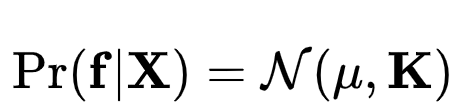 Pr(𝐟|𝐗) = 𝒩(μ, 𝐊)